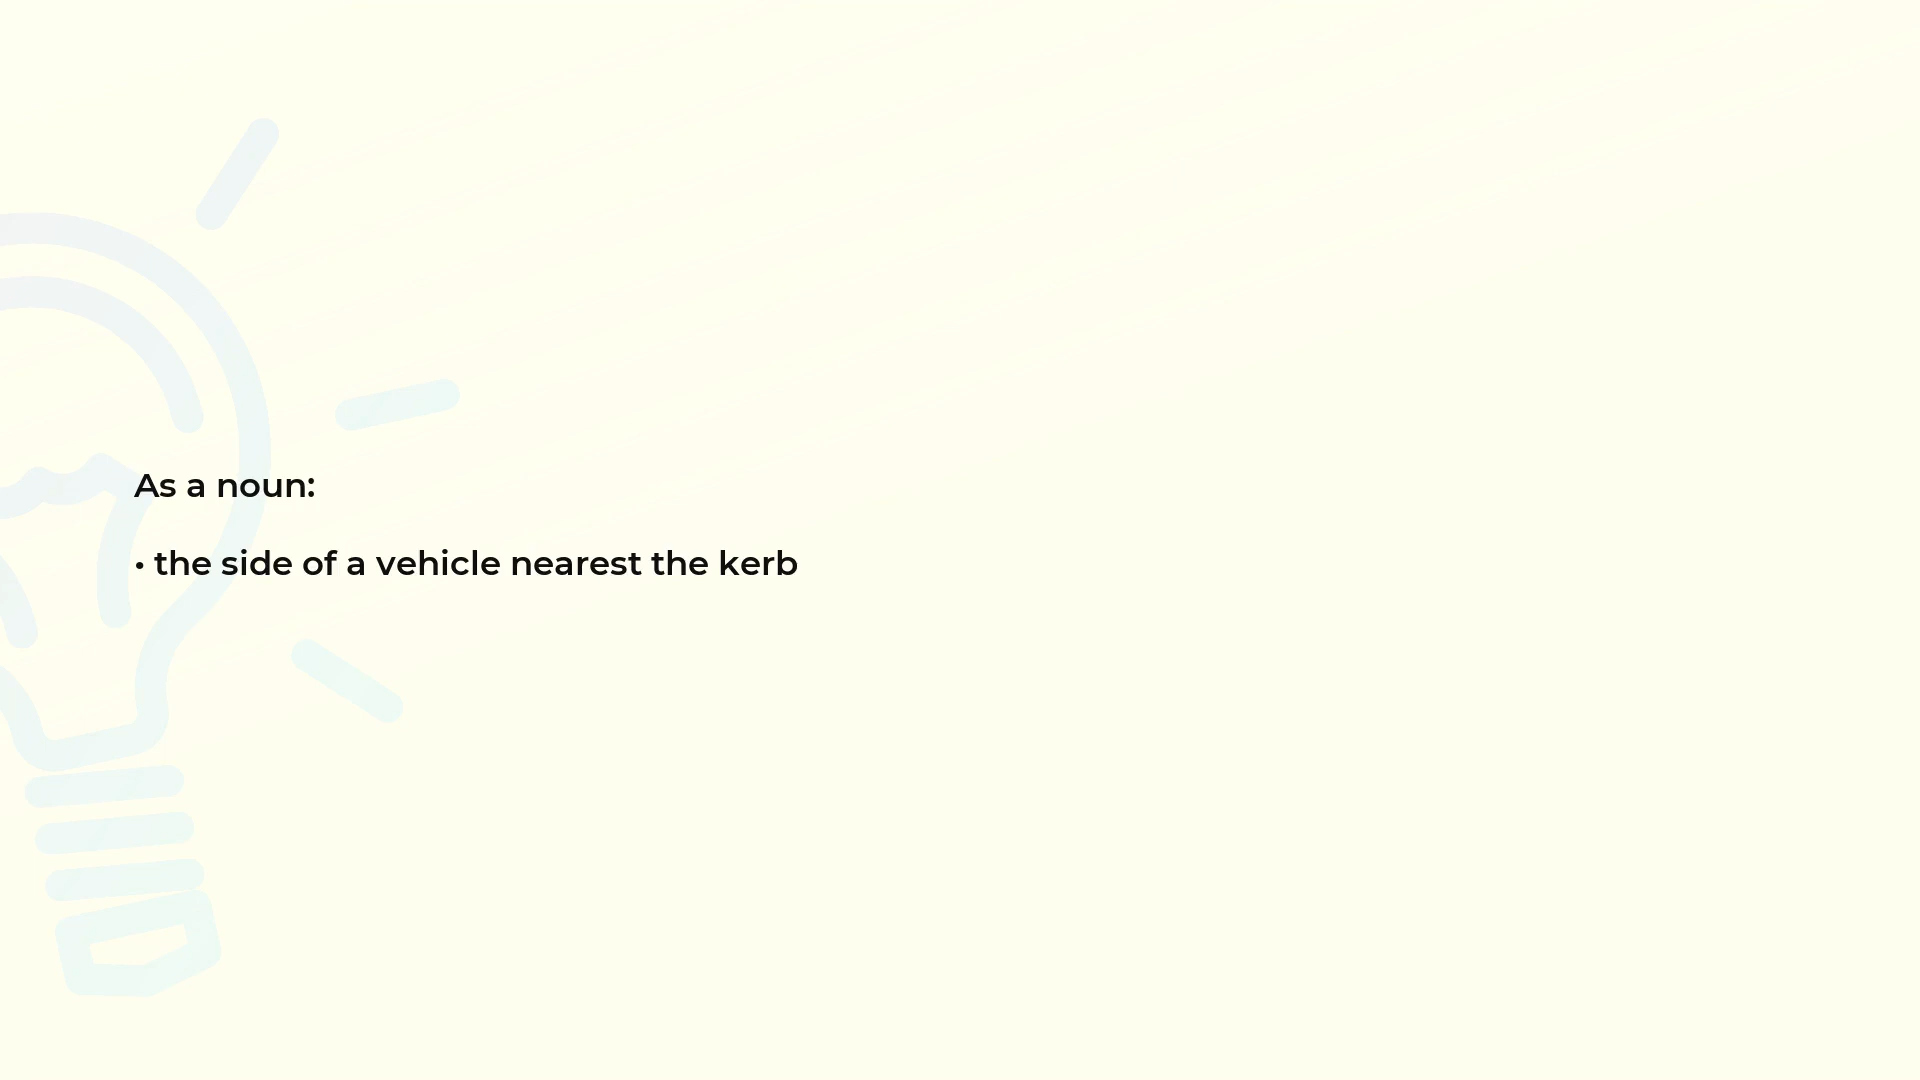 As a noun:
• the side of a vehicle nearest the kerb